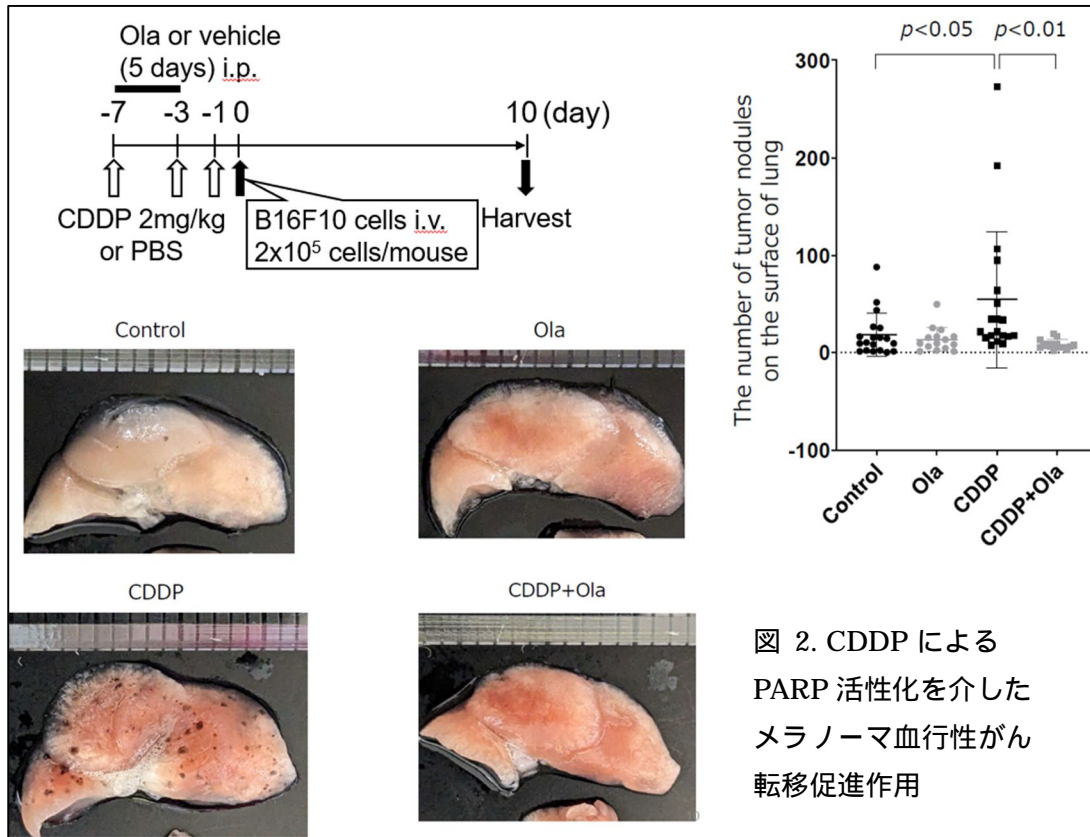 Ola or vehicle
(5 days) i.p.
-7 -3 -1 0 10 (day)
CDDP 2mg/kg
or PBS
B16F10 cells i.v.
2x10⁵ cells/mouse
Harvest
Control
Ola
CDDP
CDDP+Ola
p<0.05 p<0.01
The number of tumor nodules
on the surface of lung
300
200
100
0
-100
Control
Ola
CDDP
CDDP+Ola
図 2. CDDP による
PARP 活性化を介した
メラノーマ血行性がん
転移促進作用